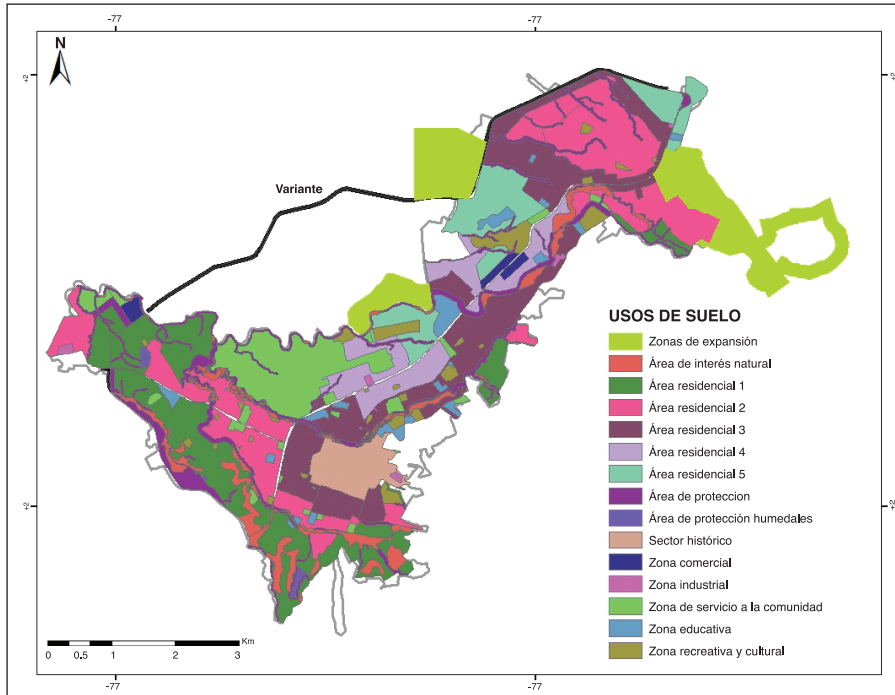 -77
-77
N
+2
+2
Variante
USOS DE SUELO
Zonas de expansión
Área de interés natural
Área residencial 1
Área residencial 2
Área residencial 3
Área residencial 4
Área residencial 5
Área de proteccion
Área de protección humedales
Sector histórico
Zona comercial
Zona industrial
Zona de servicio a la comunidad
Zona educativa
Zona recreativa y cultural
+2
+2
Km
0 0.5 1 2 3
-77
-77